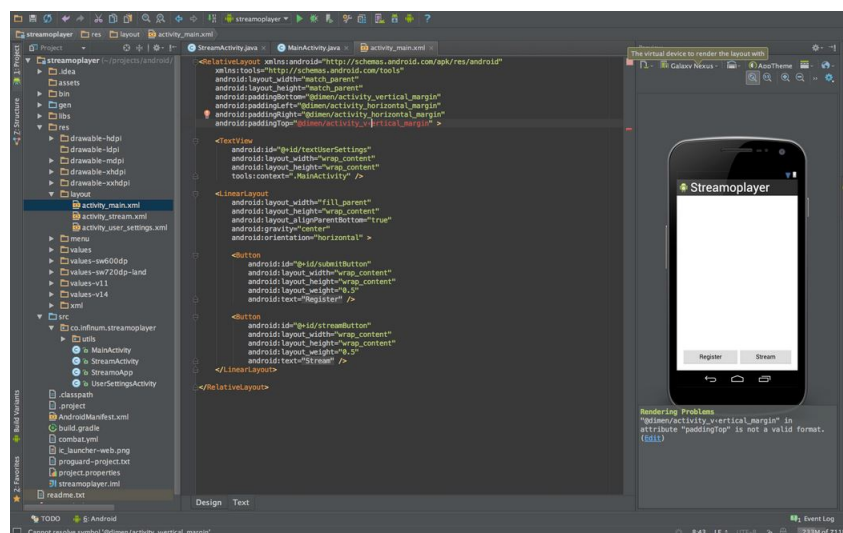 streamoplayer
streamoplayer res layout activity_main.xml
Project
StreamActivity.java MainActivity.java activity_main.xml
The virtual device to render the layout with
Galaxy Nexus AppTheme
1: Project
Z: Structure
Build Variants
2: Favorites
streamoplayer (~/projects/android/
.idea
assets
bin
gen
libs
res
drawable-hdpi
drawable-ldpi
drawable-mdpi
drawable-xhdpi
drawable-xxhdpi
layout
activity_main.xml
activity_stream.xml
activity_user_settings.xml
menu
values
values-sw600dp
values-sw720dp-land
values-v11
values-v14
xml
src
co.infinum.streamoplayer
utils
MainActivity
StreamActivity
StreamoApp
UserSettingsActivity
.classpath
.project
AndroidManifest.xml
build.gradle
combat.yml
ic_launcher-web.png
proguard-project.txt
project.properties
streamoplayer.iml
readme.txt
<RelativeLayout xmlns:android="http://schemas.android.com/apk/res/android"
xmlns:tools="http://schemas.android.com/tools"
android:layout_width="match_parent"
android:layout_height="match_parent"
android:paddingBottom="@dimen/activity_vertical_margin"
android:paddingLeft="@dimen/activity_horizontal_margin"
android:paddingRight="@dimen/activity_horizontal_margin"
android:paddingTop="@dimen/activity_v+ertical_margin" >
<TextView
android:id="@+id/textUserSettings"
android:layout_width="wrap_content"
android:layout_height="wrap_content"
tools:context=".MainActivity" />
<LinearLayout
android:layout_width="fill_parent"
android:layout_height="wrap_content"
android:layout_alignParentBottom="true"
android:gravity="center"
android:orientation="horizontal" >
<Button
android:id="@+id/submitButton"
android:layout_width="wrap_content"
android:layout_height="wrap_content"
android:layout_weight="0.5"
android:text="Register" />
<Button
android:id="@+id/streamButton"
android:layout_width="wrap_content"
android:layout_height="wrap_content"
android:layout_weight="0.5"
android:text="Stream" />
</LinearLayout>
</RelativeLayout>
Design Text
Streamoplayer
Register Stream
Rendering Problems
"@dimen/activity_v+ertical_margin" in
attribute "paddingTop" is not a valid format.
(Edit)
TODO 6: Android Event Log